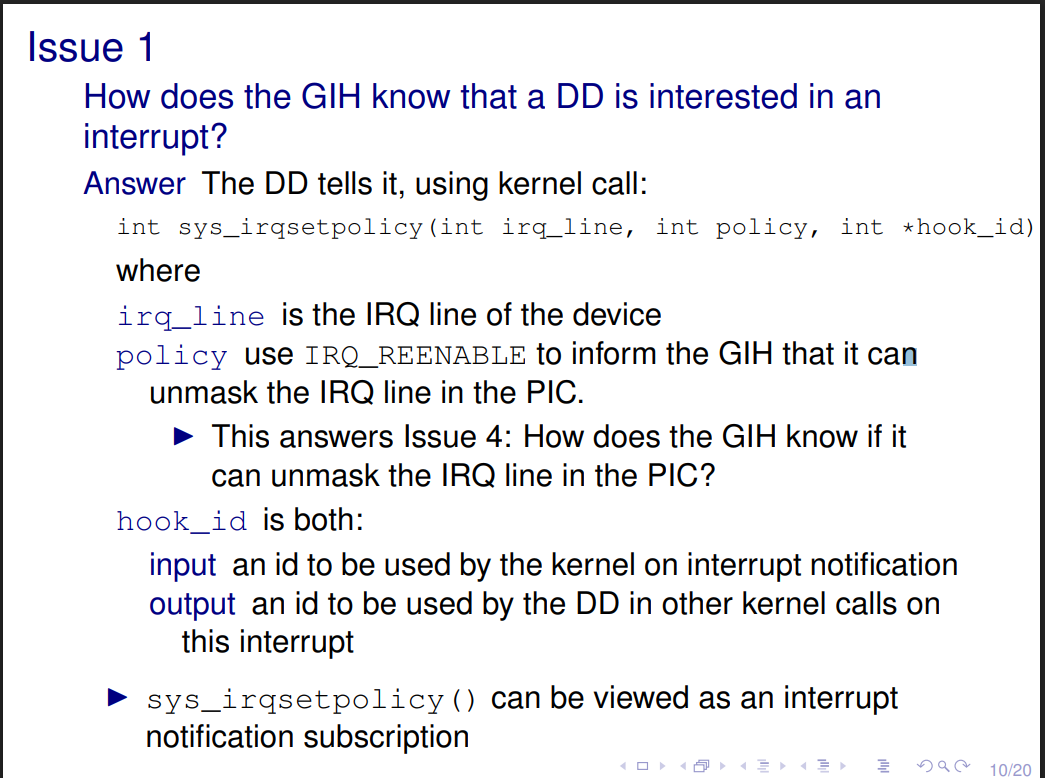 Issue 1
How does the GIH know that a DD is interested in an
interrupt?
Answer The DD tells it, using kernel call:
int sys_irqsetpolicy(int irq_line, int policy, int *hook_id)
where
irq_line is the IRQ line of the device
policy use IRQ_REENABLE to inform the GIH that it can
unmask the IRQ line in the PIC.
▶ This answers Issue 4: How does the GIH know if it
can unmask the IRQ line in the PIC?
hook_id is both:
input an id to be used by the kernel on interrupt notification
output an id to be used by the DD in other kernel calls on
this interrupt
▶ sys_irqsetpolicy() can be viewed as an interrupt
notification subscription
10/20